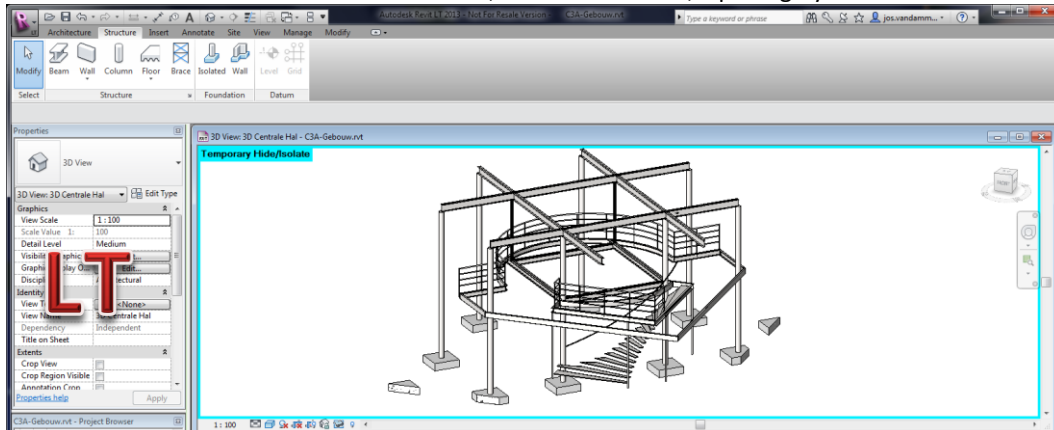 Autodesk Revit LT 2013 - Not For Resale Version - C3A-Gebouw.rvt
Type a keyword or phrase
jos.vandamm...
Architecture Structure Insert Annotate Site View Manage Modify
Modify Beam Wall Column Floor Brace Isolated Wall Level Grid
Select Structure Foundation Datum
Properties
3D View: 3D Centrale Hal - C3A-Gebouw.rvt
Temporary Hide/Isolate
3D View
3D View: 3D Centrale Hal Edit Type
Graphics
View Scale 1 : 100
Scale Value 1: 100
Detail Level Medium
Edit...
Identity
<None>
Dependency Independent
Title on Sheet
Extents
Crop View
Crop Region Visible
Annotation Crop
Properties help Apply
C3A-Gebouw.rvt - Project Browser
1 : 100
LT
FRONT